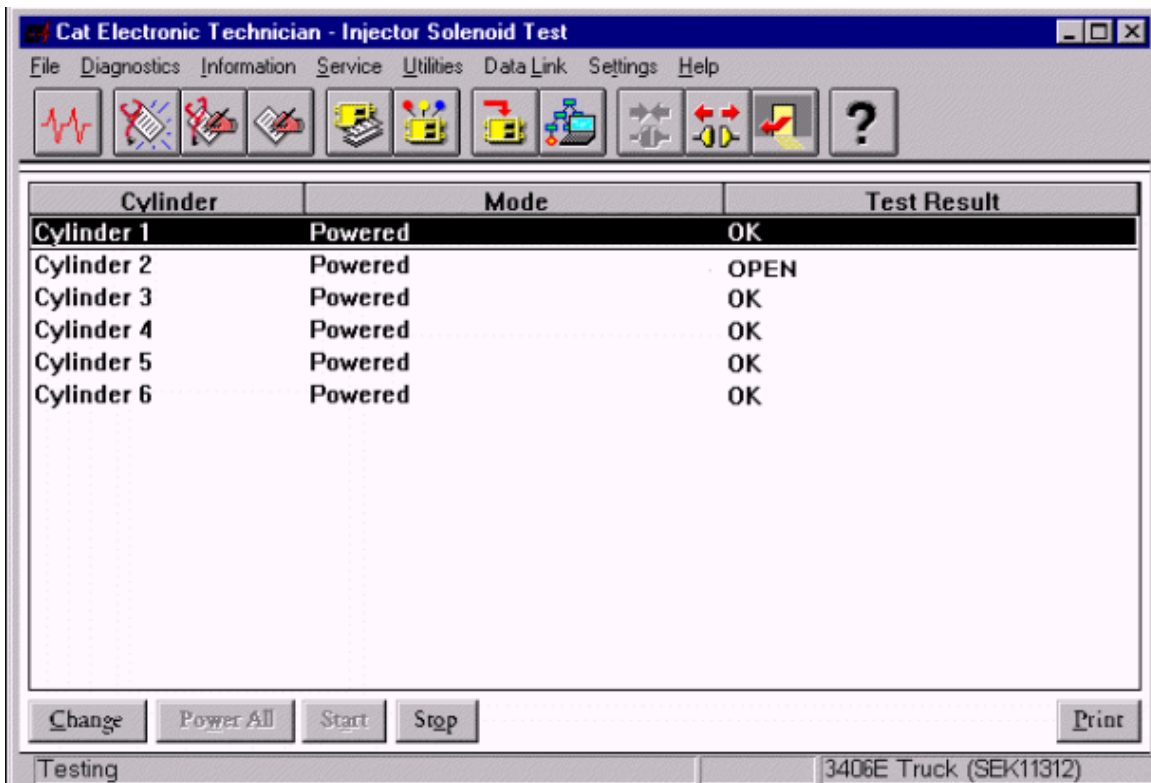 Cat Electronic Technician - Injector Solenoid Test
File Diagnostics Information Service Utilities Data Link Settings Help
?
Cylinder Mode Test Result
Cylinder 1 Powered OK
Cylinder 2 Powered OPEN
Cylinder 3 Powered OK
Cylinder 4 Powered OK
Cylinder 5 Powered OK
Cylinder 6 Powered OK
Change Power All Start Stop Print
Testing 3406E Truck (SEK11312)